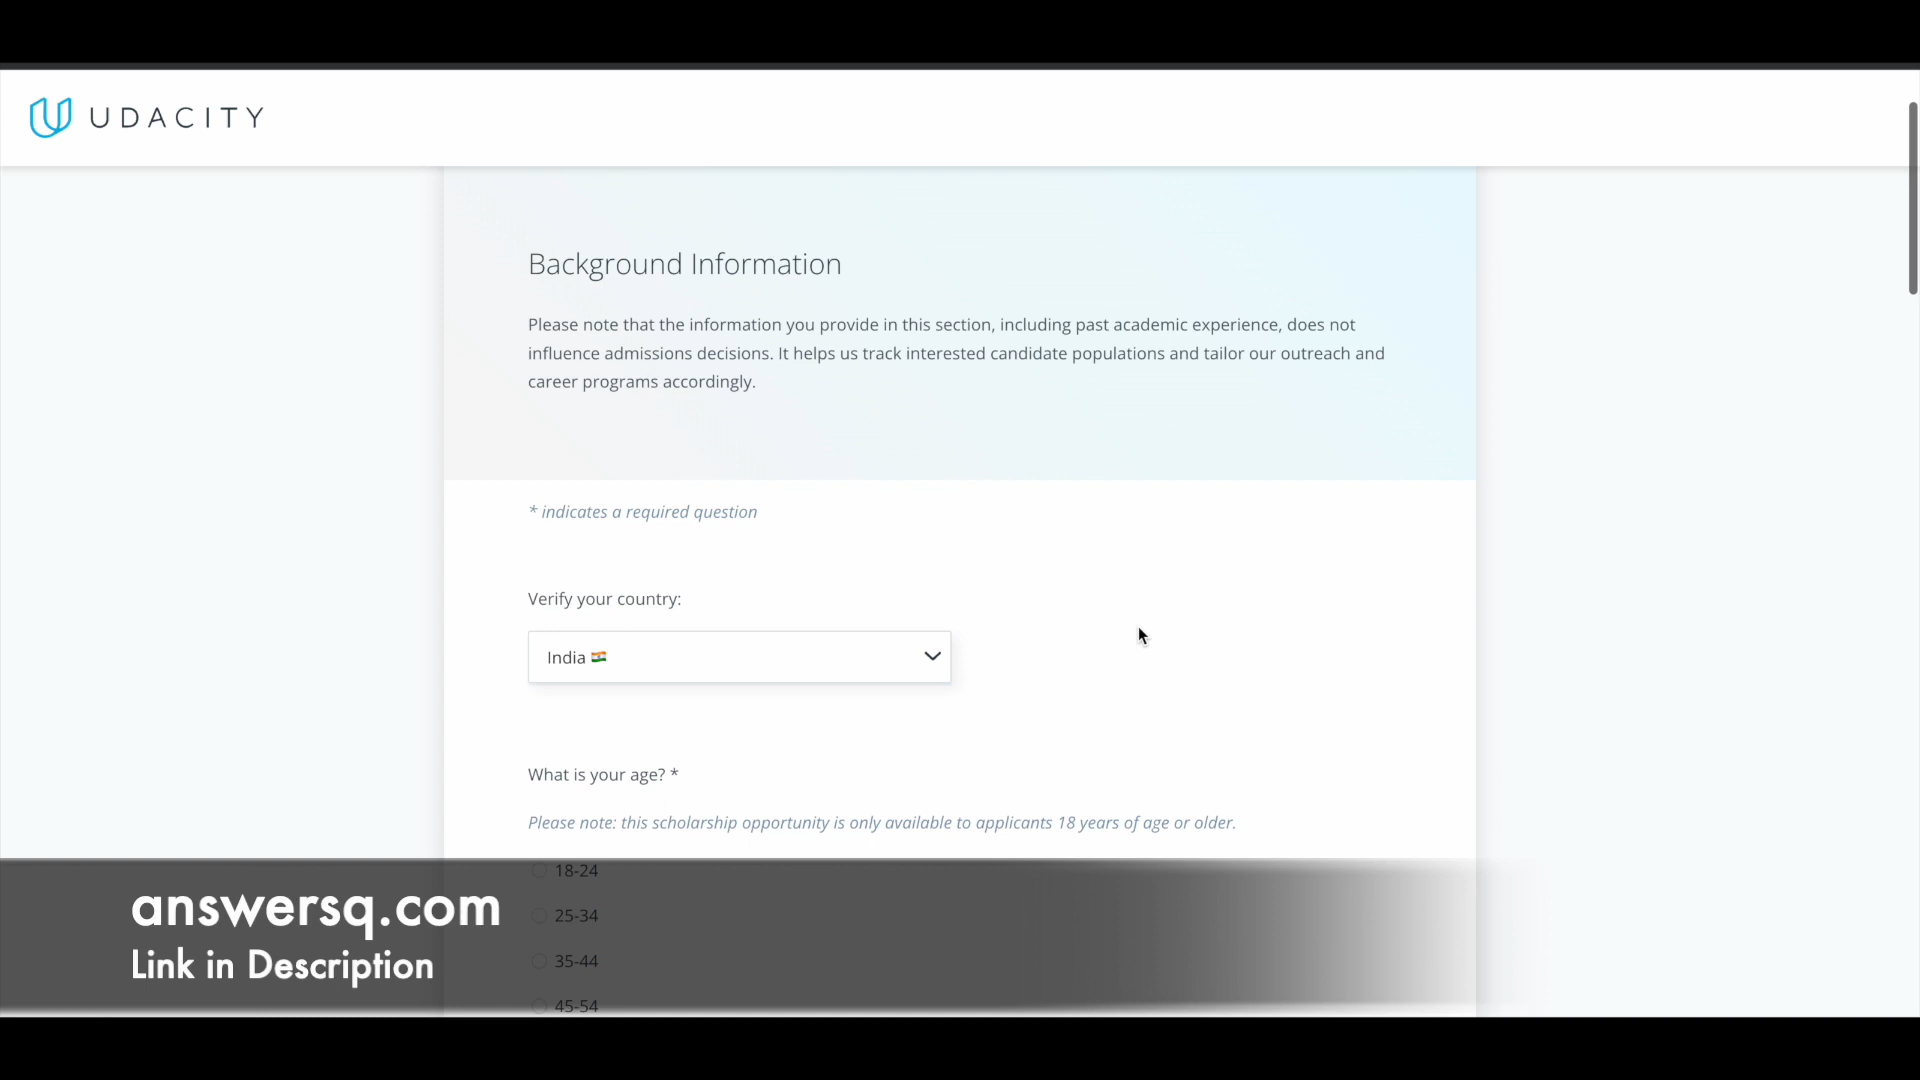 UDACITY
Background Information
Please note that the information you provide in this section, including past academic experience, does not
influence admissions decisions. It helps us track interested candidate populations and tailor our outreach and
career programs accordingly.
* indicates a required question
Verify your country:
India
What is your age? *
Please note: this scholarship opportunity is only available to applicants 18 years of age or older.
18-24
25-34
35-44
45-54
answersq.com
Link in Description